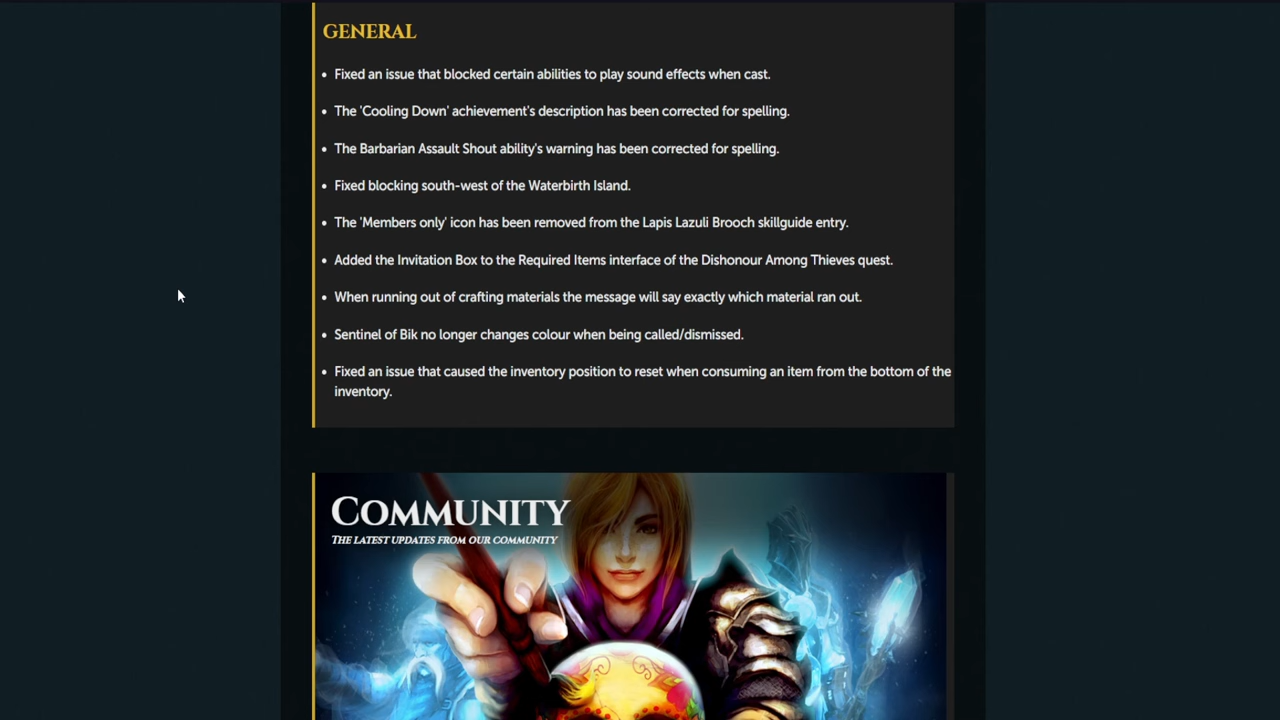 GENERAL
• Fixed an issue that blocked certain abilities to play sound effects when cast.
• The 'Cooling Down' achievement's description has been corrected for spelling.
• The Barbarian Assault Shout ability's warning has been corrected for spelling.
• Fixed blocking south-west of the Waterbirth Island.
• The 'Members only' icon has been removed from the Lapis Lazuli Brooch skillguide entry.
• Added the Invitation Box to the Required Items interface of the Dishonour Among Thieves quest.
• When running out of crafting materials the message will say exactly which material ran out.
• Sentinel of Bik no longer changes colour when being called/dismissed.
• Fixed an issue that caused the inventory position to reset when consuming an item from the bottom of the
inventory.
COMMUNITY
THE LATEST UPDATES FROM OUR COMMUNITY